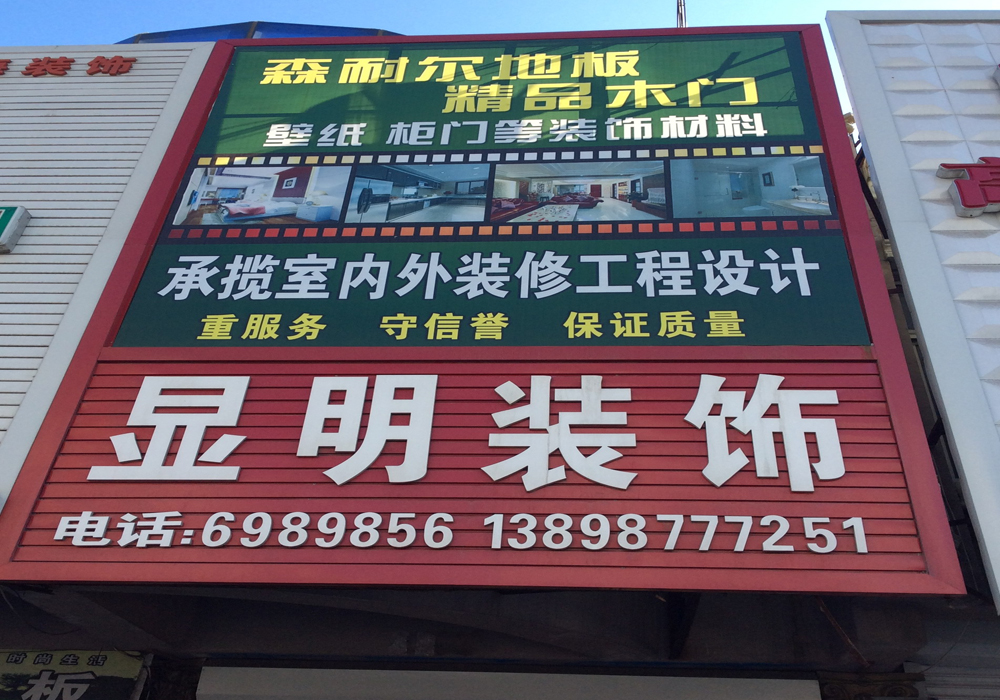 森耐尔地板
精品木门
壁纸 柜门等装饰材料
承揽室内外装修工程设计
重服务 守信誉 保证质量
显明装饰
电话:6989856 13898777251
装饰
时尚生活
板